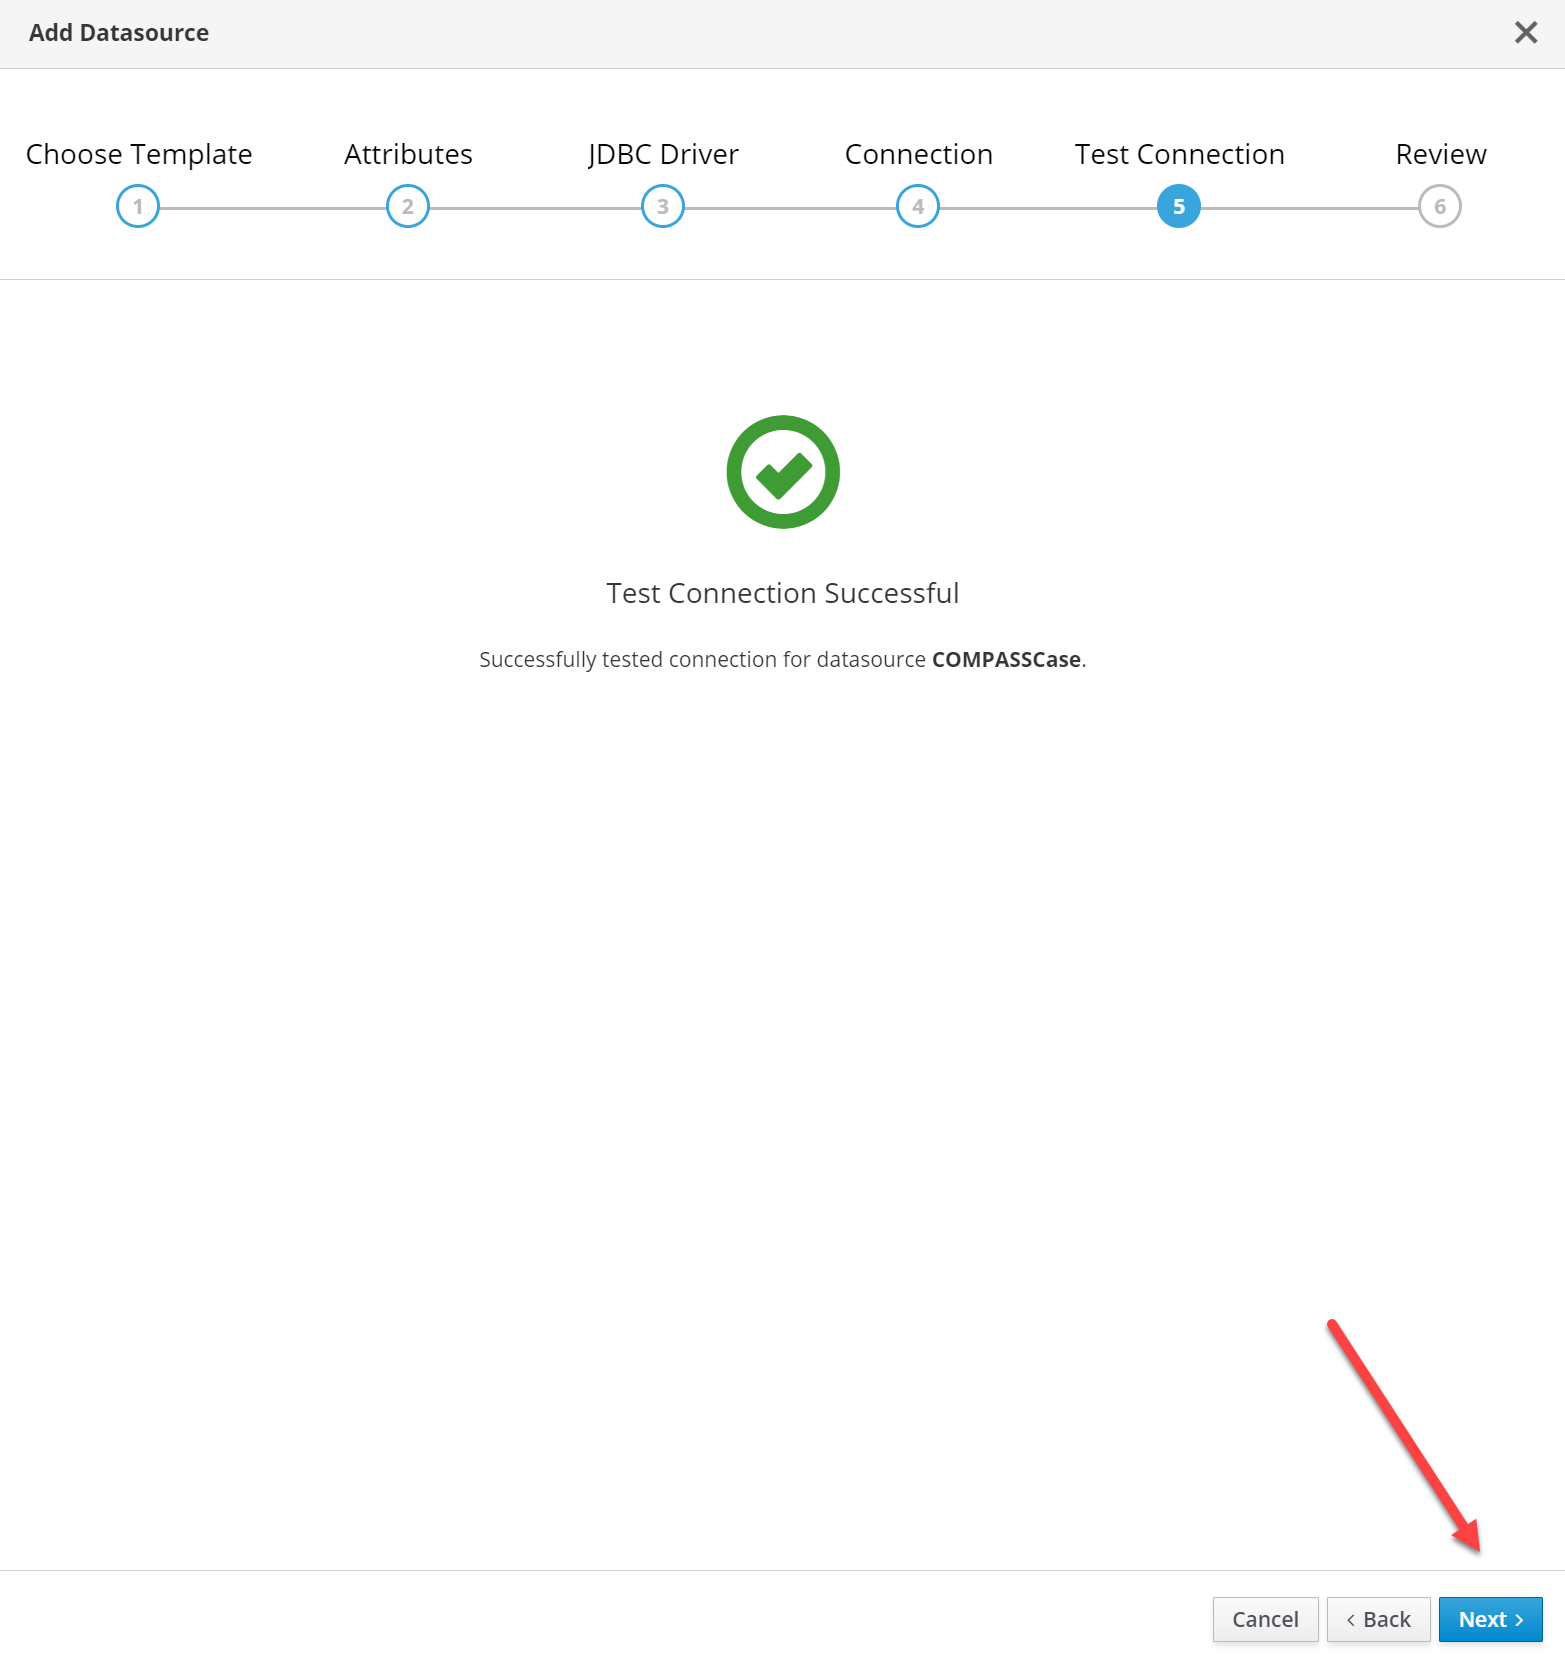 Add Datasource
Choose Template Attributes JDBC Driver Connection Test Connection Review
1 2 3 4 5 6
Test Connection Successful
Successfully tested connection for datasource COMPASSCase.
Cancel Back Next